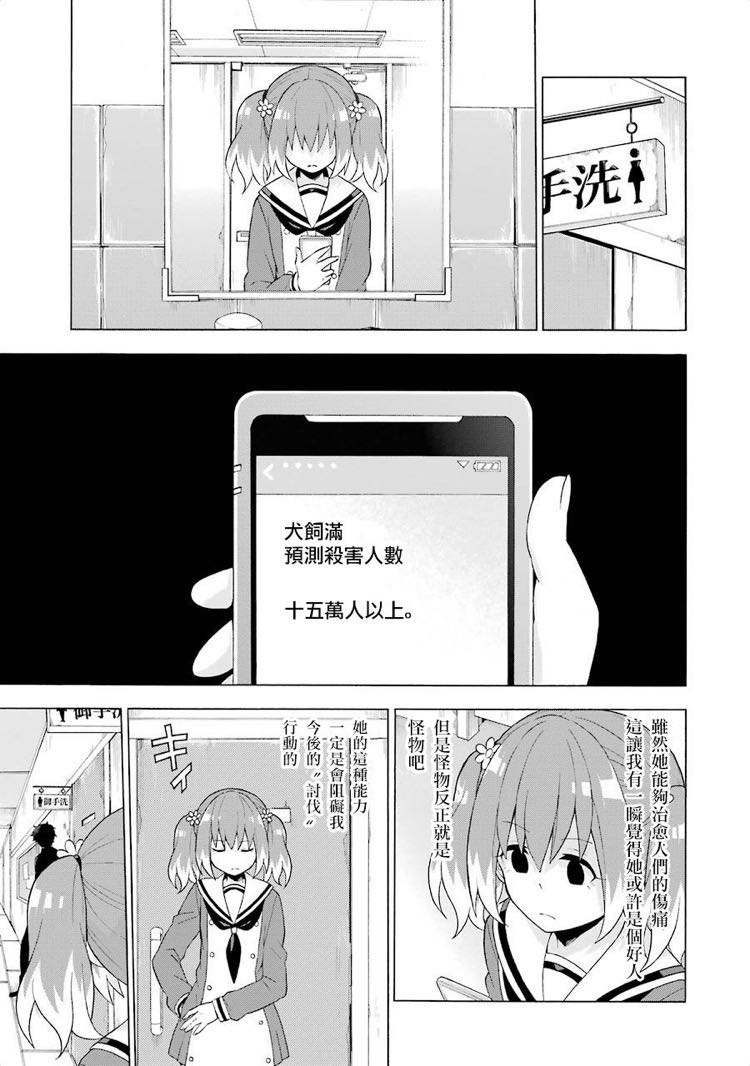 手洗
犬飼滿
預測殺害人數
十五萬人以上。
雖然她能夠治愈人們的傷痛
這讓我有一瞬覺得她或許是個好人
但是怪物反正就是
怪物吧
她的這種能力
一定是會阻礙我
今後的〝討伐〟
行動的
キィ
御手洗
御手洗